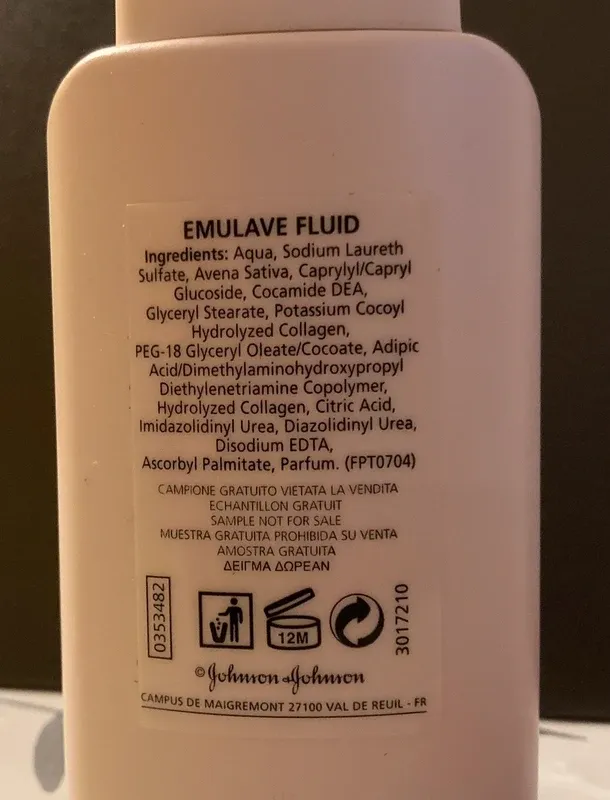 EMULAVE FLUID
Ingredients: Aqua, Sodium Laureth
Sulfate, Avena Sativa, Caprylyl/Capryl
Glucoside, Cocamide DEA,
Glyceryl Stearate, Potassium Cocoyl
Hydrolyzed Collagen,
PEG-18 Glyceryl Oleate/Cocoate, Adipic
Acid/Dimethylaminohydroxypropyl
Diethylenetriamine Copolymer,
Hydrolyzed Collagen, Citric Acid,
Imidazolidinyl Urea, Diazolidinyl Urea,
Disodium EDTA,
Ascorbyl Palmitate, Parfum. (FPT0704)
CAMPIONE GRATUITO VIETATA LA VENDITA
ECHANTILLON GRATUIT
SAMPLE NOT FOR SALE
MUESTRA GRATUITA PROHIBIDA SU VENTA
AMOSTRA GRATUITA
ΔΕΙΓΜΑ ΔΩΡΕΑΝ
0353482
12M
3017210
©Johnson & Johnson
CAMPUS DE MAIGREMONT 27100 VAL DE REUIL - FR